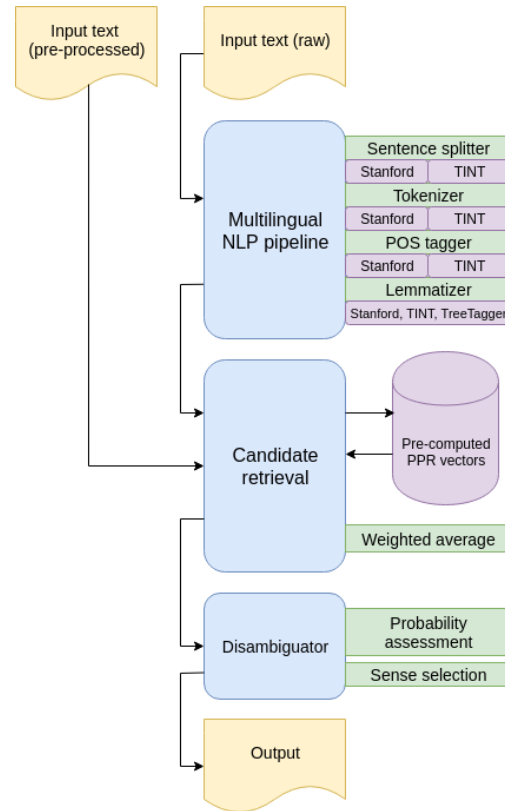 Input text
(pre-processed)
Input text (raw)
Multilingual
NLP pipeline
Sentence splitter
Stanford TINT
Tokenizer
Stanford TINT
POS tagger
Stanford TINT
Lemmatizer
Stanford, TINT, TreeTagger
Candidate
retrieval
Pre-computed
PPR vectors
Weighted average
Disambiguator
Probability
assessment
Sense selection
Output